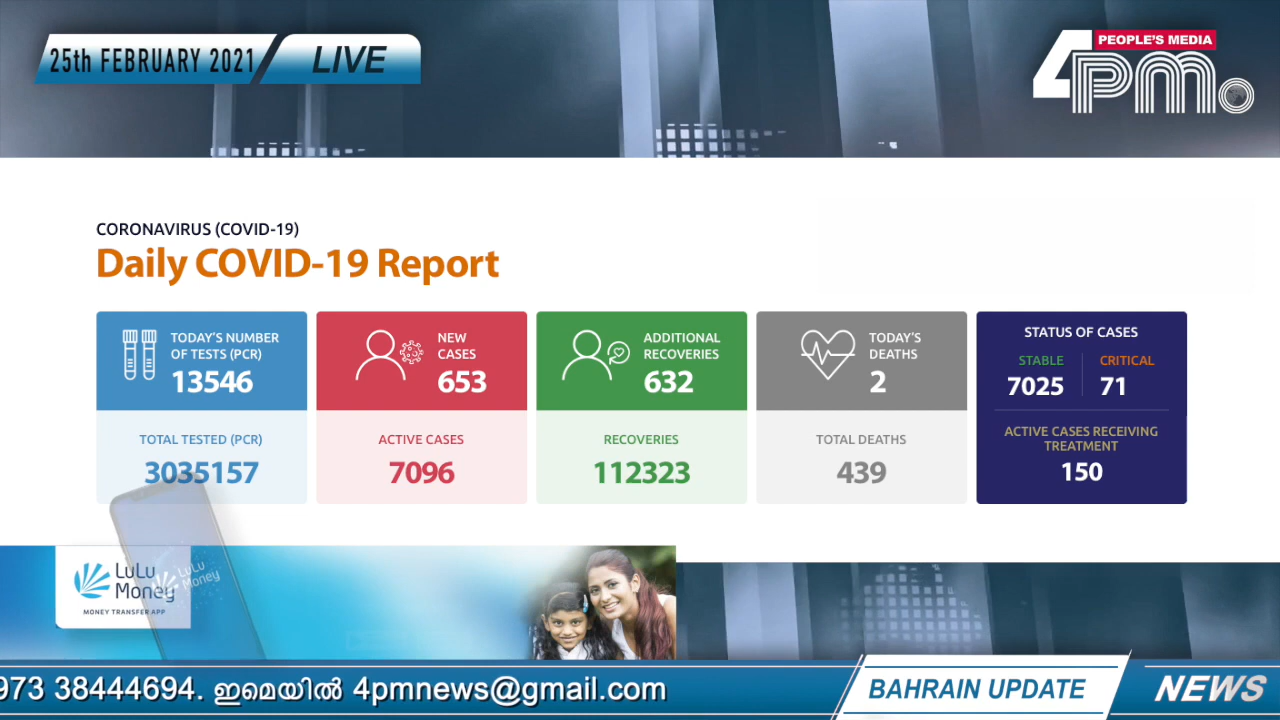 25th FEBRUARY 2021
LIVE
PEOPLE'S MEDIA
4pm
CORONAVIRUS (COVID-19)
Daily COVID-19 Report
TODAY'S NUMBER
OF TESTS (PCR)
13546
TOTAL TESTED (PCR)
3035157
NEW
CASES
653
ACTIVE CASES
7096
ADDITIONAL
RECOVERIES
632
RECOVERIES
112323
TODAY'S
DEATHS
2
TOTAL DEATHS
439
STATUS OF CASES
STABLE
7025
CRITICAL
71
ACTIVE CASES RECEIVING
TREATMENT
150
LuLu
Money
MONEY TRANSFER APP
LuLu
Money
973 38444694. ഇമെയിൽ 4pmnews@gmail.com
BAHRAIN UPDATE
NEWS